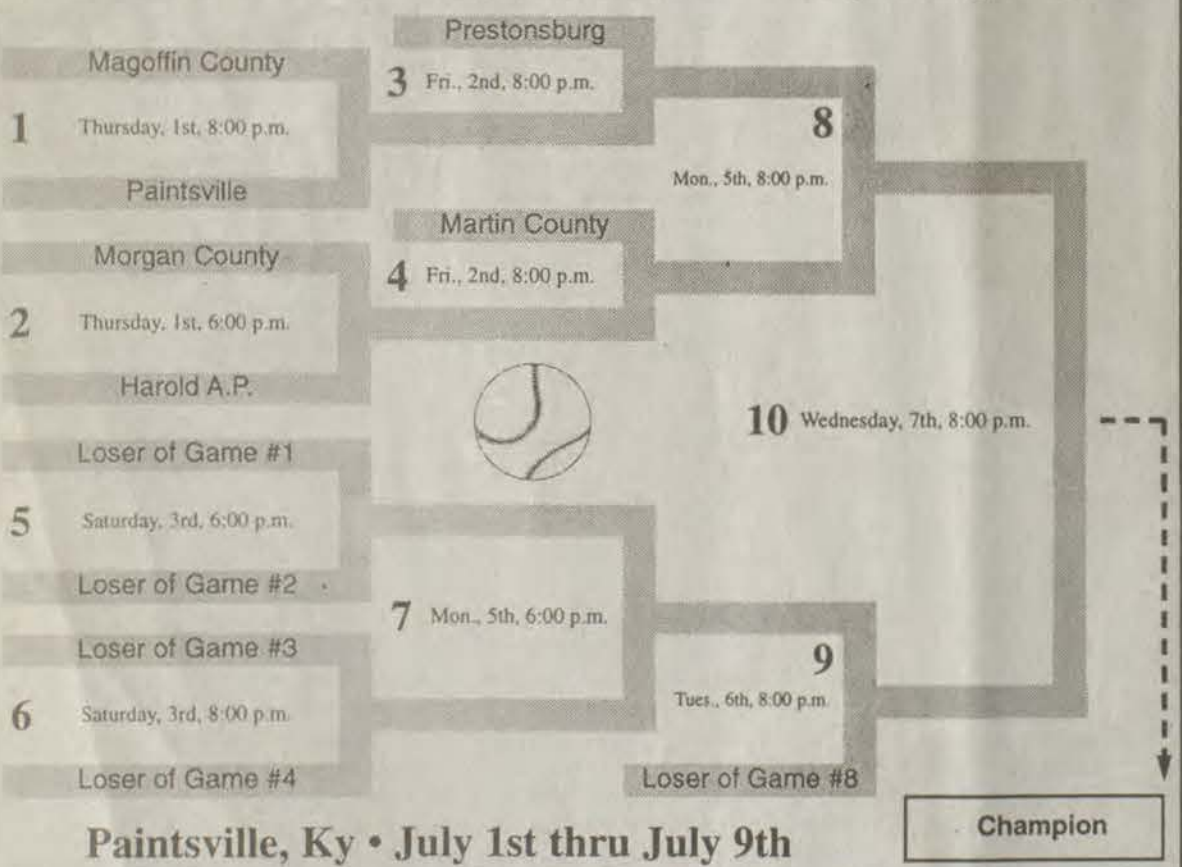 Prestonsburg
Magoffin County
3 Fri., 2nd, 8:00 p.m.
1 Thursday, 1st, 8:00 p.m.
8
Mon., 5th, 8:00 p.m.
Paintsville
Martin County
Morgan County
4 Fri., 2nd, 8:00 p.m.
2 Thursday, 1st, 6:00 p.m.
Harold A.P.
10 Wednesday, 7th, 8:00 p.m.
Loser of Game #1
5 Saturday, 3rd, 6:00 p.m.
Loser of Game #2
7 Mon., 5th, 6:00 p.m.
Loser of Game #3
9
Tues., 6th, 8:00 p.m.
6 Saturday, 3rd, 8:00 p.m.
Loser of Game #4
Loser of Game #8
Champion
Paintsville, Ky • July 1st thru July 9th